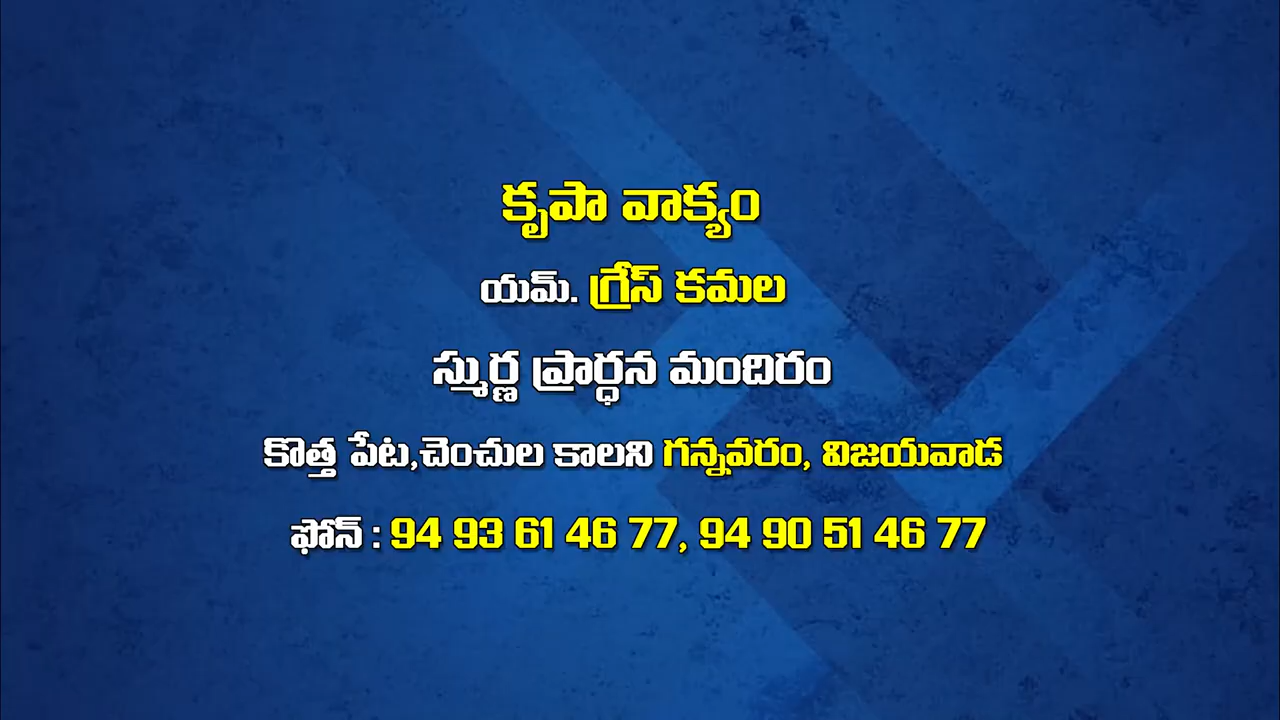 కృపా వాక్యం
యమ్. గ్రేస్ కమల
స్ముర్ణ ప్రార్ధన మందిరం
కొత్త పేట,చెంచుల కాలని గన్నవరం, విజయవాడ
ఫోన్ : 94 93 61 46 77, 94 90 51 46 77